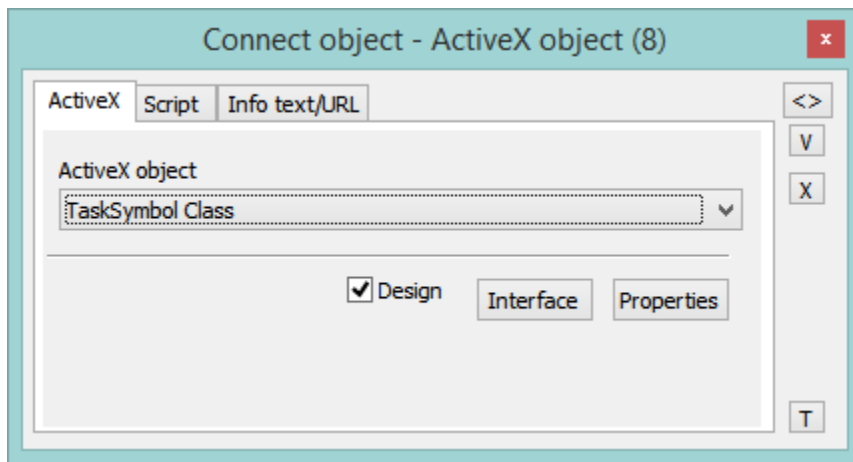 Connect object - ActiveX object (8)
x
ActiveX Script Info text/URL
<>
V
ActiveX object
X
TaskSymbol Class
Design Interface Properties
T